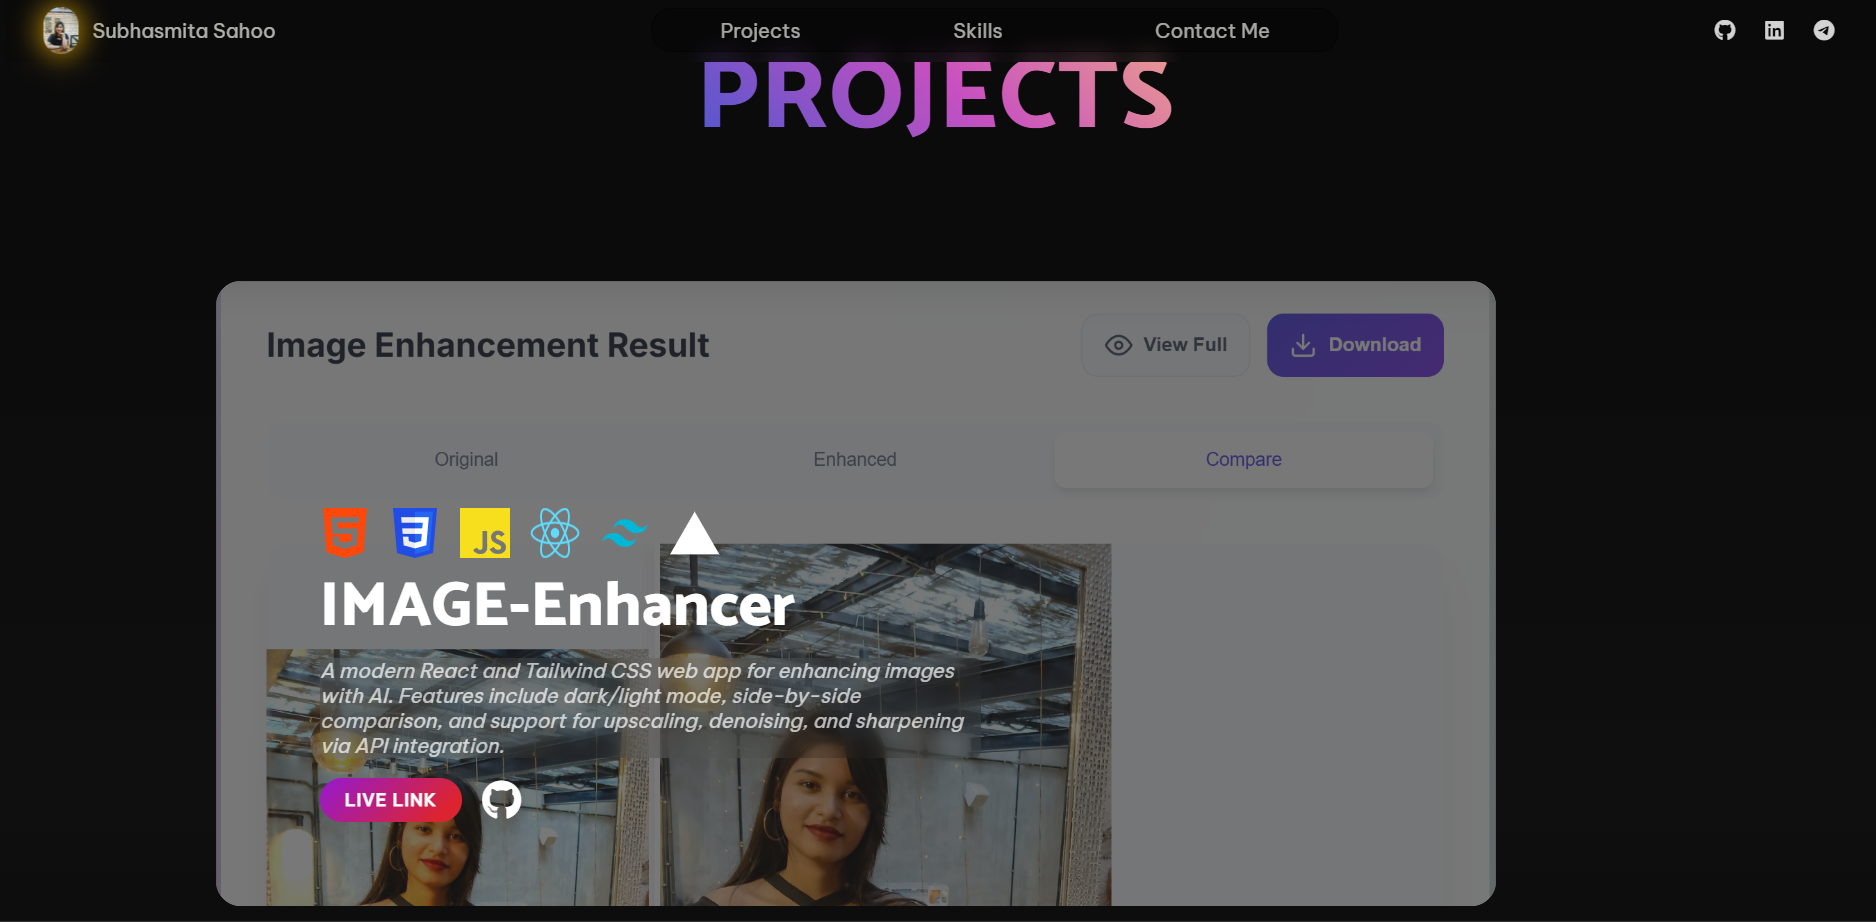 Subhasmita Sahoo
Projects
Skills
Contact Me
PROJECTS
Image Enhancement Result
View Full
Download
Original
Enhanced
Compare
5
3
JS
IMAGE-Enhancer
A modern React and Tailwind CSS web app for enhancing images
with AI. Features include dark/light mode, side-by-side
comparison, and support for upscaling, denoising, and sharpening
via API integration.
LIVE LINK